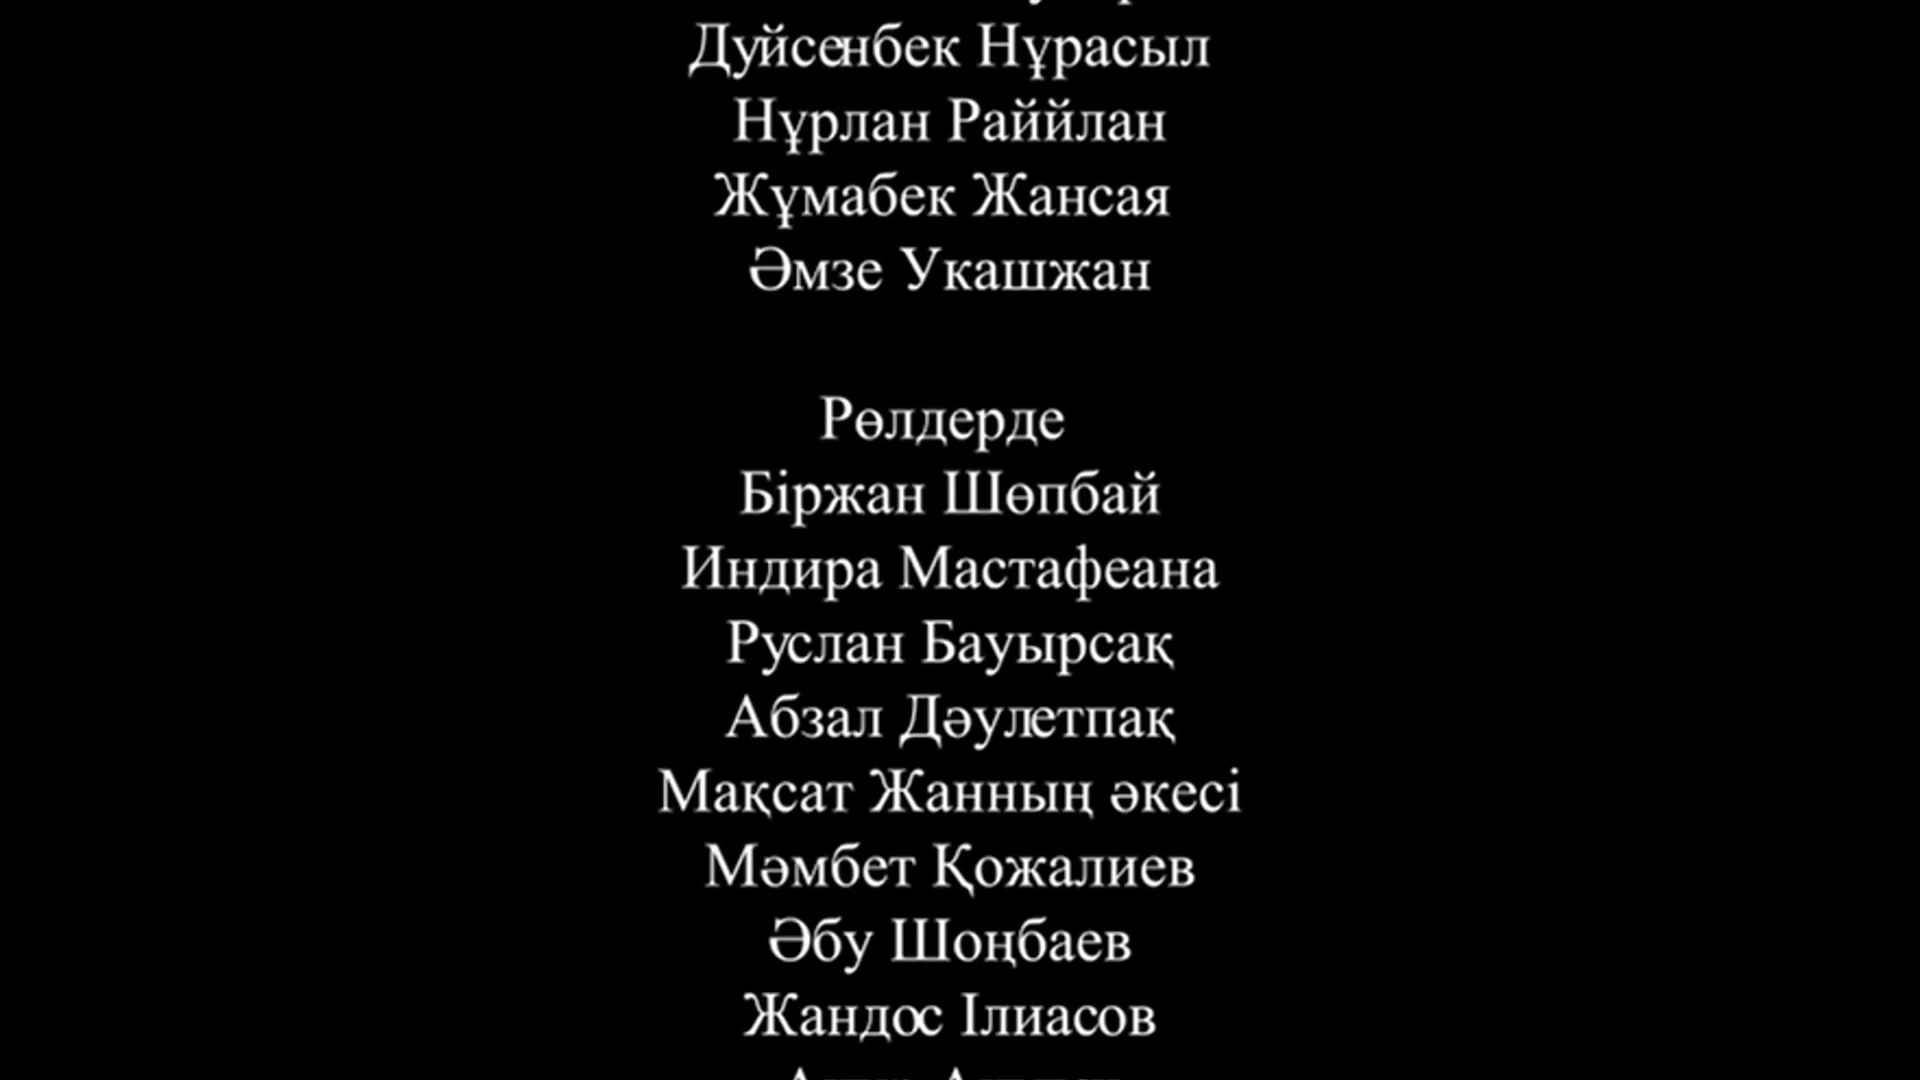 Дуйсенбек Нұрасыл
Нұрлан Раййлан
Жұмабек Жансая
Әмзе Укашжан
Рөлдерде
Біржан Шөпбай
Индира Мастафеана
Руслан Бауырсақ
Абзал Дәулетпақ
Мақсат Жанның әкесі
Мәмбет Қожалиев
Әбу Шоңбаев
Жандос Ілиасов